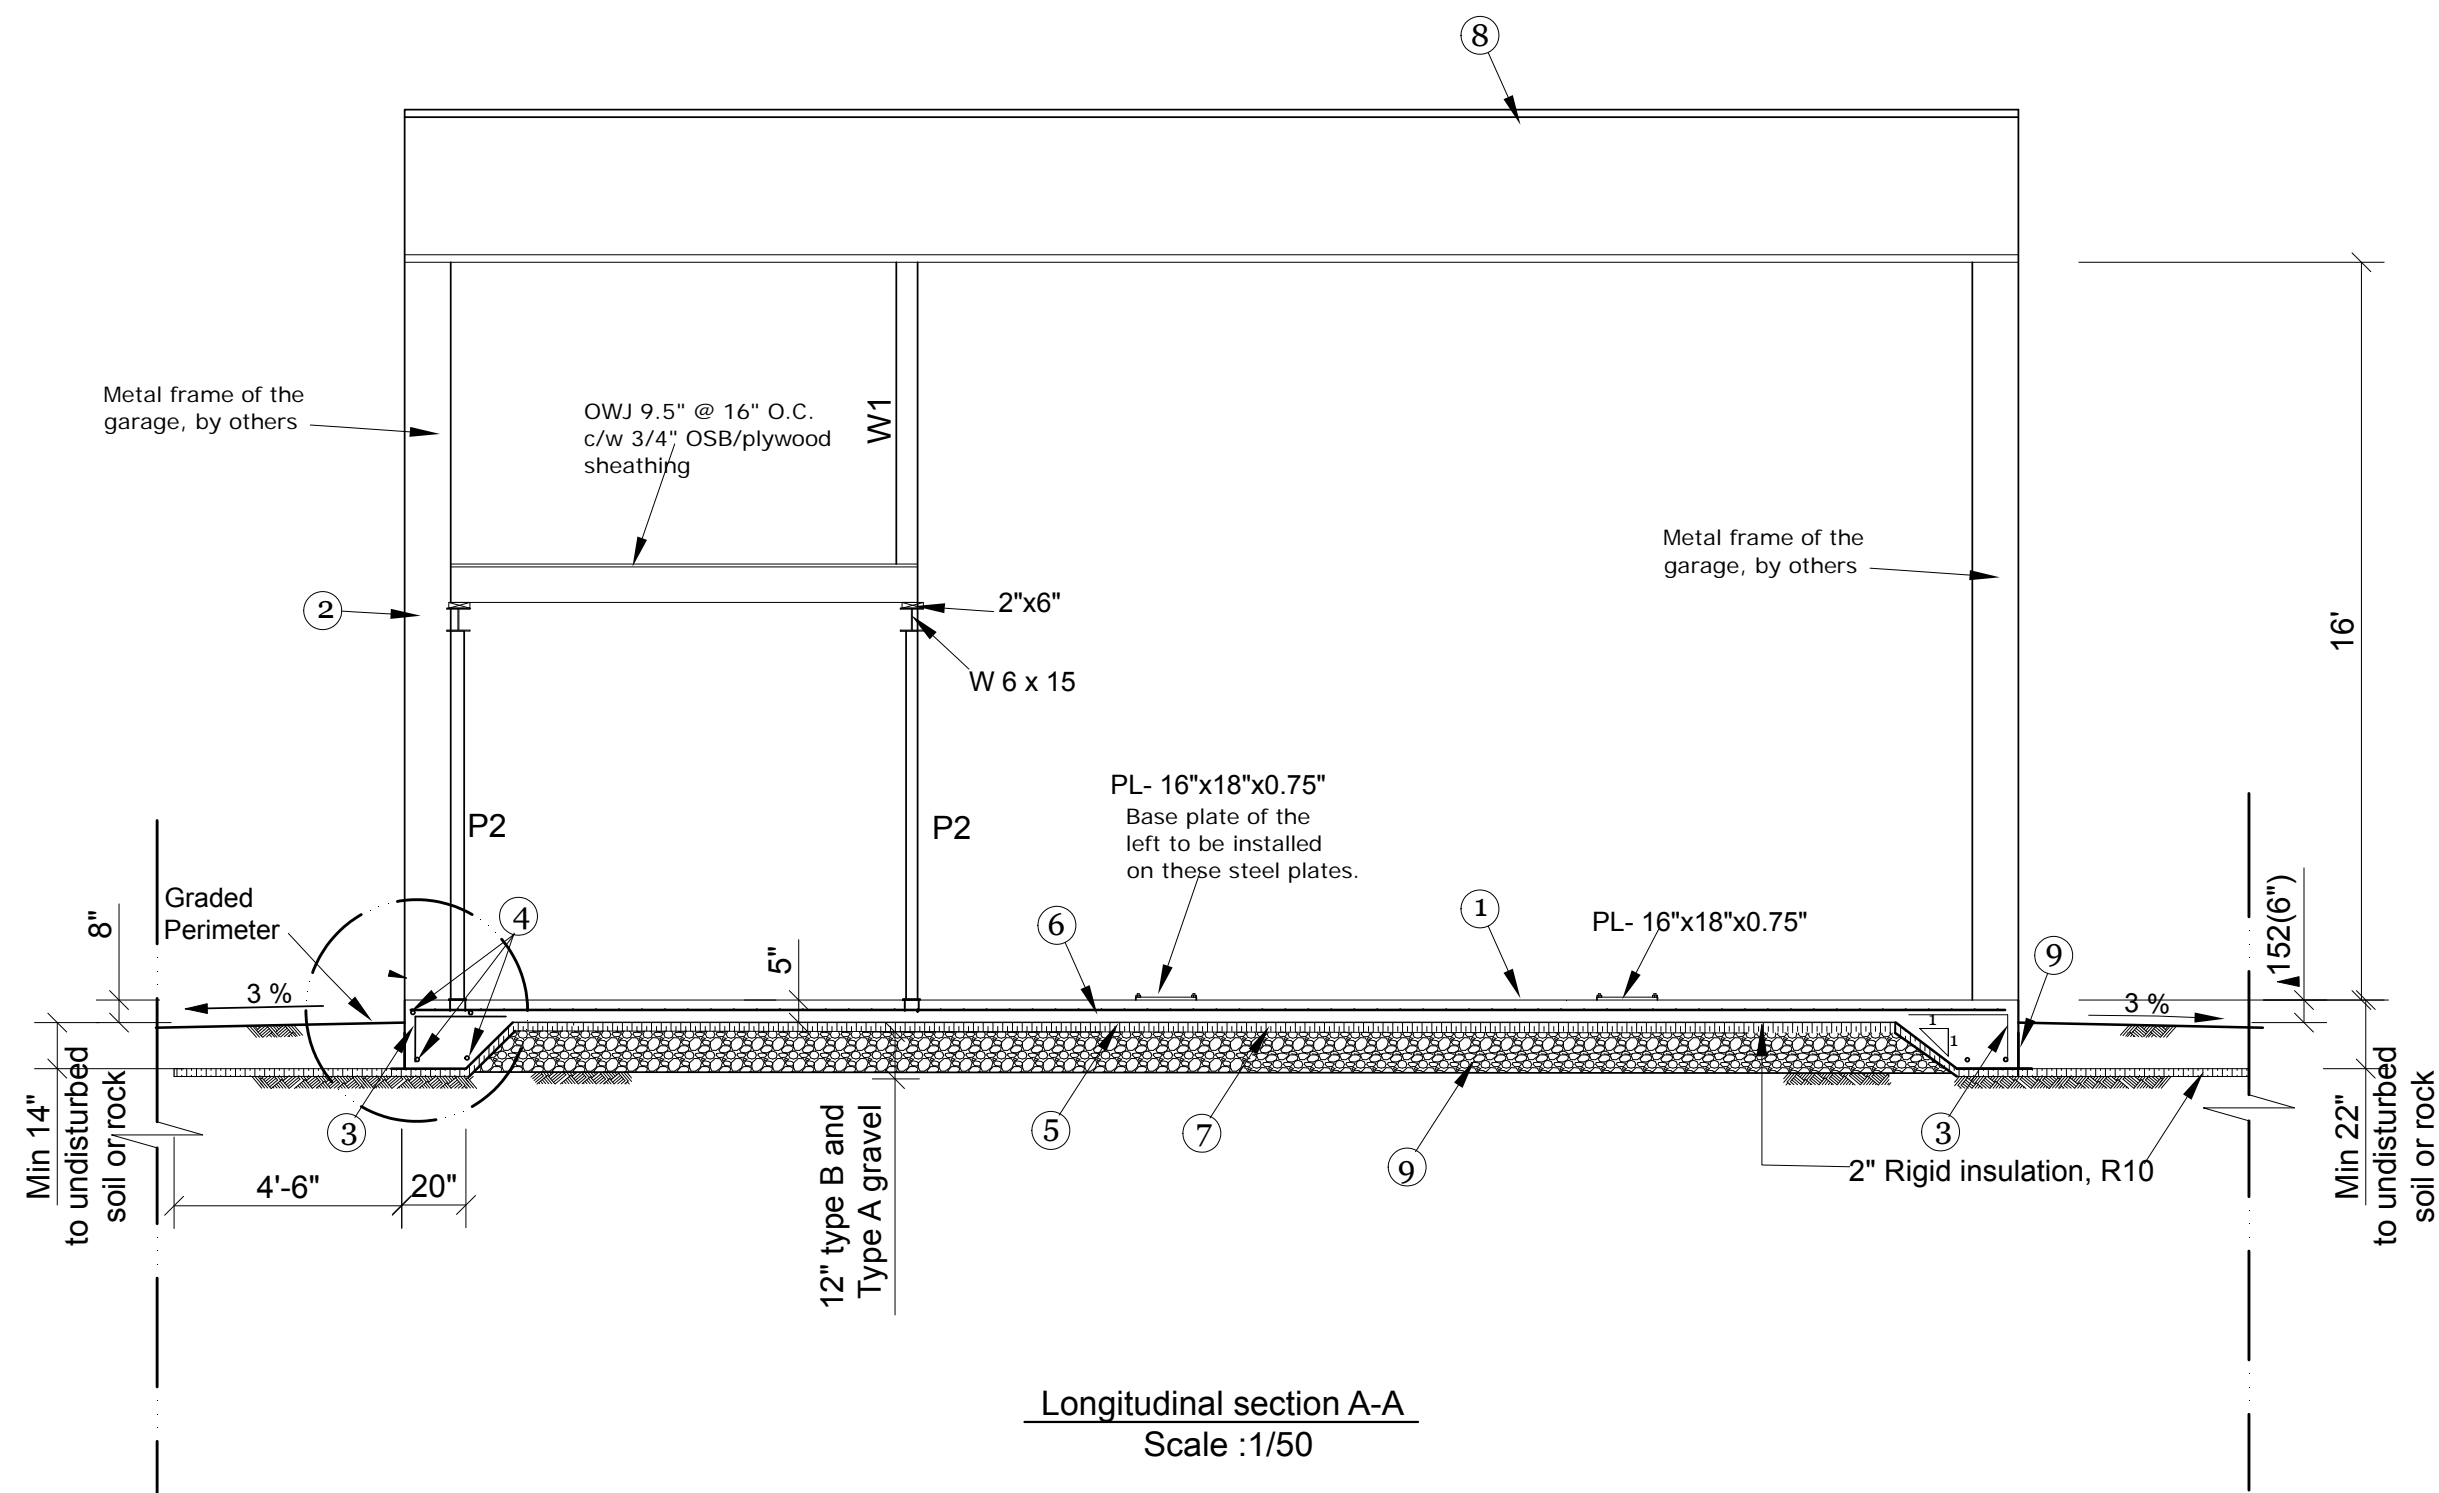 8
Metal frame of the
garage, by others
OWJ 9.5" @ 16" O.C.
c/w 3/4" OSB/plywood
sheathing
W1
Metal frame of the
garage, by others
2
2"x6"
16'
W 6 x 15
PL- 16"x18"x0.75"
Base plate of the
left to be installed
on these steel plates.
P2
P2
Graded
Perimeter
8"
4
6
5"
1
PL- 16"x18"x0.75"
9
152(6")
3 %
3 %
1
1
Min 14"
to undisturbed
soil or rock
3
5
7
9
3
2" Rigid insulation, R10
Min 22"
to undisturbed
soil or rock
4'-6"
20"
12" type B and
Type A gravel
Longitudinal section A-A
Scale :1/50